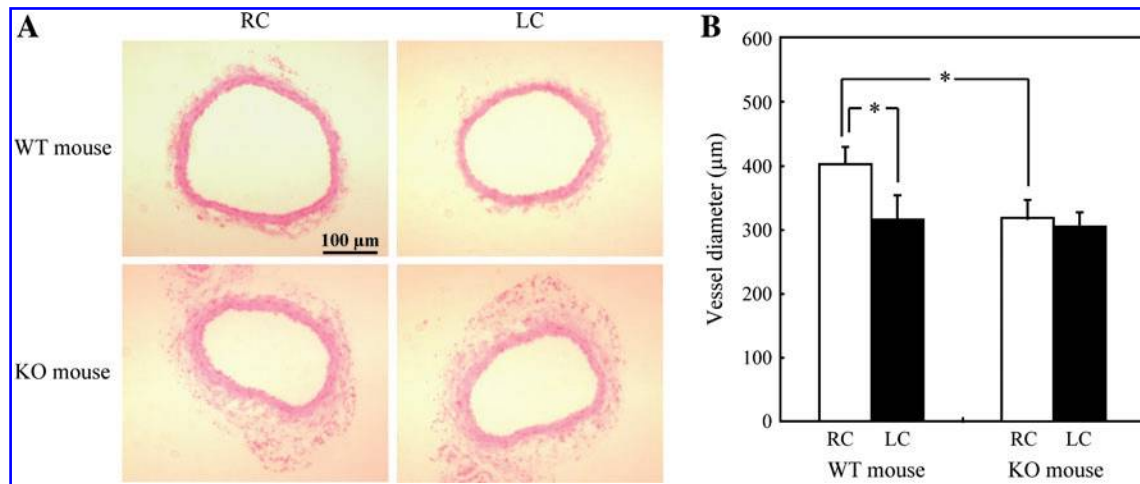 A
RC
LC
WT mouse
100 µm
KO mouse
B
Vessel diameter (µm)
600
500
400
300
200
100
0
*
*
RC
LC
RC
LC
WT mouse
KO mouse